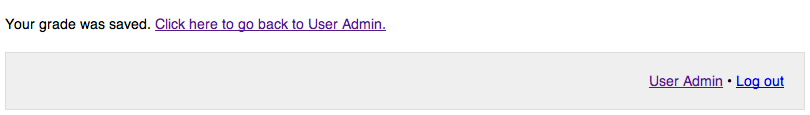 Your grade was saved. Click here to go back to User Admin.
User Admin • Log out